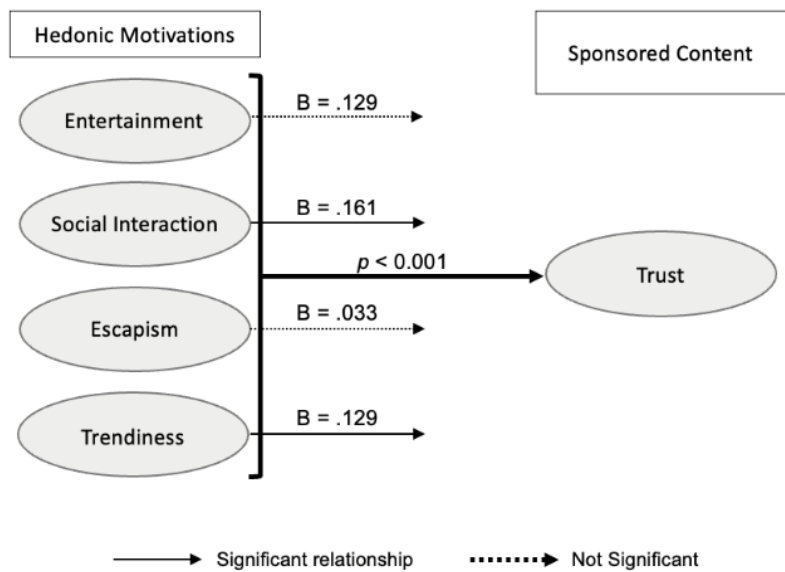 Hedonic Motivations
Sponsored Content
Entertainment
B = .129
Social Interaction
B = .161
p < 0.001
Trust
Escapism
B = .033
Trendiness
B = .129
Significant relationship
Not Significant